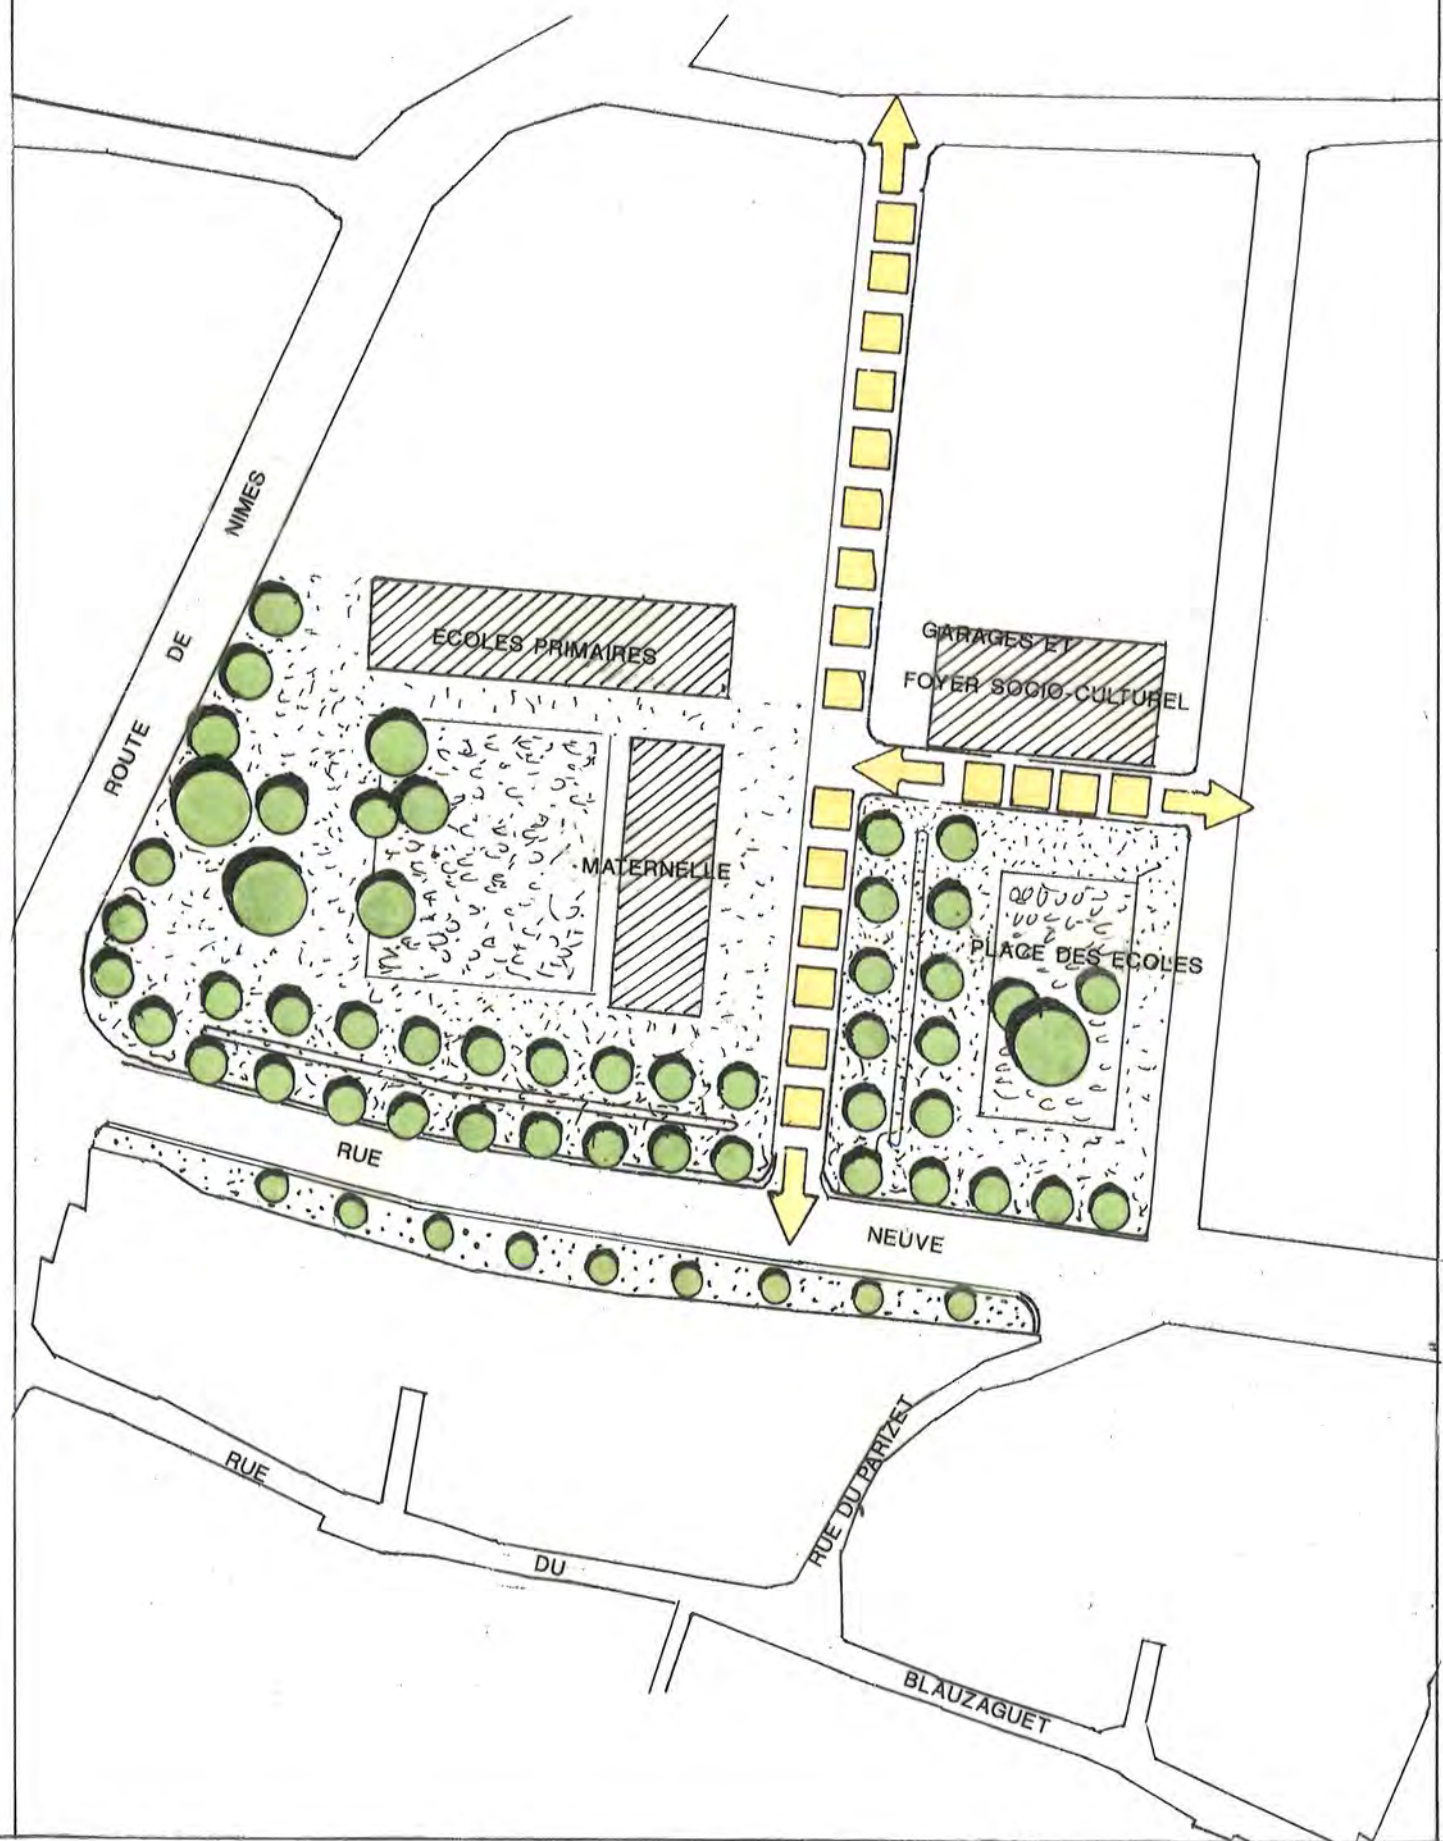 ROUTE DE NIMES
ECOLES PRIMAIRES
GARAGES ET
FOYER SOCIO-CULTUREL
MATERNELLE
PLACE DES ECOLES
RUE NEUVE
RUE DU PARIZET
RUE DU BLAUZAGUET